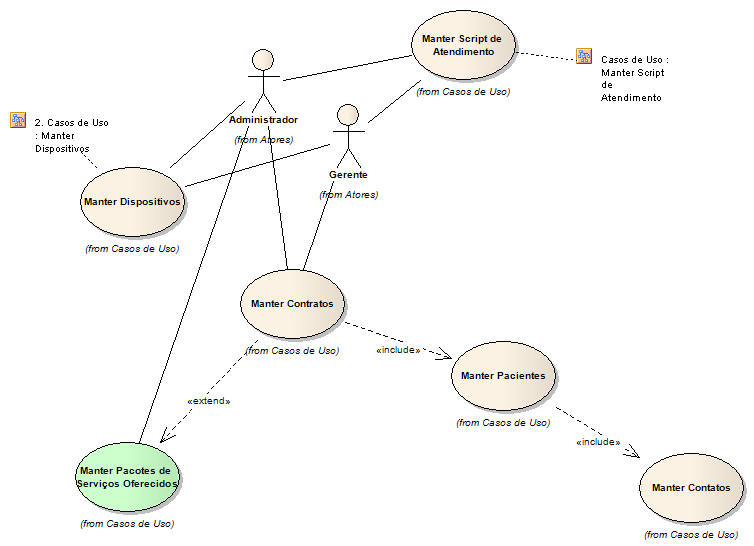 Manter Script de
Atendimento
(from Casos de Uso)
Casos de Uso :
Manter Script
de
Atendimento
Administrador
(from Atores)
2. Casos de Uso
: Manter
Dispositivos
Gerente
(from Atores)
Manter Dispositivos
(from Casos de Uso)
Manter Contratos
(from Casos de Uso)
«include»
Manter Pacientes
(from Casos de Uso)
«extend»
«include»
Manter Pacotes de
Serviços Oferecidos
(from Casos de Uso)
Manter Contatos
(from Casos de Uso)